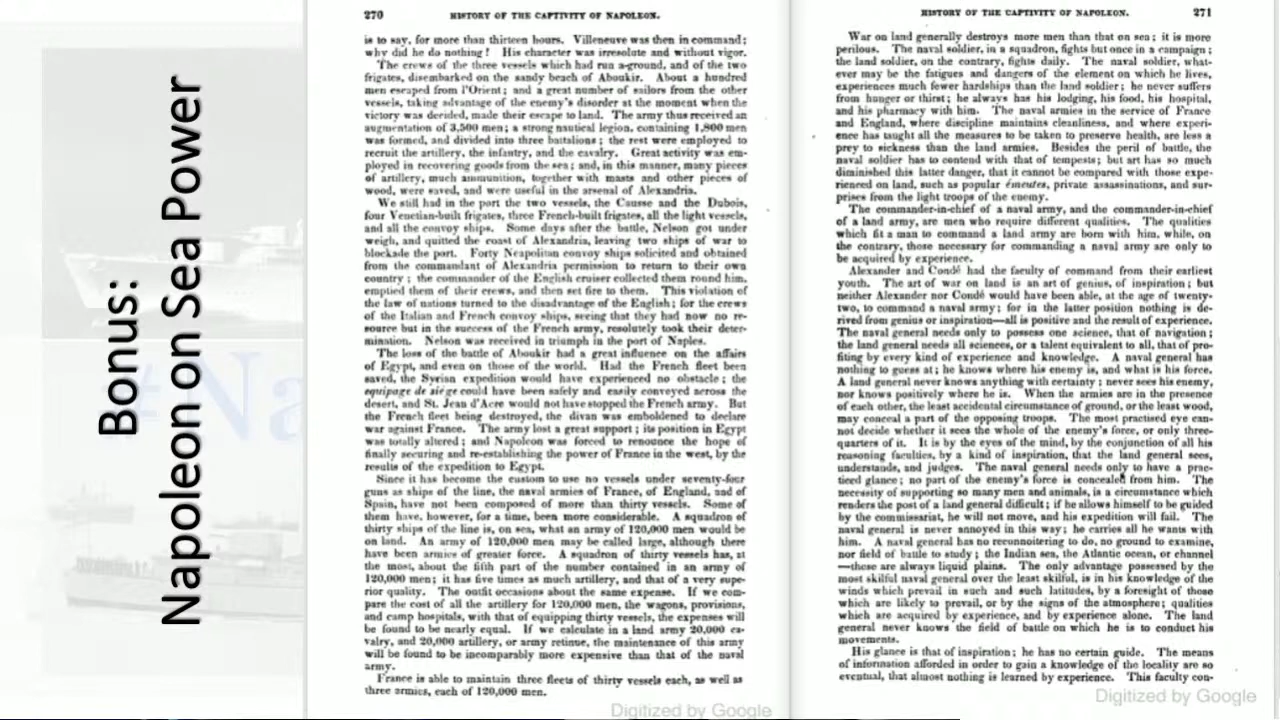 Bonus:
Napoleon on Sea Power
270 HISTORY OF THE CAPTIVITY OF NAPOLEON.
is to say, for more than thirteen hours. Villeneuve was then in command;
why did he do nothing! His character was irresolute and without vigor.
The crews of the three vessels which had run a-ground, and of the two
frigates, disembarked on the sandy beach of Aboukir. About a hundred
men escaped from l'Orient; and a great number of sailors from the other
vessels, taking advantage of the enemy's disorder at the moment when the
victory was decided, made their escape to land. The army thus received an
augmentation of 3,500 men; a strong nautical legion, containing 1,800 men
was formed, and divided into three battalions; the rest were employed to
recruit the artillery, the infantry, and the cavalry. Great activity was em-
ployed in recovering goods from the sea; and, in this manner, many pieces
of artillery, much ammunition, together with masts and other pieces of
wood, were saved, and were useful in the arsenal of Alexandria.
We still had in the port the two vessels, the Causse and the Dubois,
four Venetian-built frigates, three French-built frigates, all the light vessels,
and all the convoy ships. Some days after the battle, Nelson got under
weigh, and quitted the coast of Alexandria, leaving two ships of war to
blockade the port. Forty Neapolitan convoy ships solicited and obtained
from the commandant of Alexandria permission to return to their own
country; the commander of the English cruiser collected them round him,
emptied them of their crews, and then set fire to them. This violation of
the law of nations turned to the disadvantage of the English; for the crews
of the Italian and French convoy ships, seeing that they had now no re-
source but in the success of the French army, resolutely took their deter-
mination. Nelson was received in triumph in the port of Naples.
The loss of the battle of Aboukir had a great influence on the affairs
of Egypt, and even on those of the world. Had the French fleet been
saved, the Syrian expedition would have experienced no obstacle; the
equipage de siege could have been safely and easily conveyed across the
desert, and St. Jean d'Acre would not have stopped the French army. But
the French fleet being destroyed, the divan was emboldened to declare
war against France. The army lost a great support; its position in Egypt
was totally altered; and Napoleon was forced to renounce the hope of
finally securing and re-establishing the power of France in the west, by the
results of the expedition to Egypt.
Since it has become the custom to use no vessels under seventy-four
guns as ships of the line, the naval armies of France, of England, and of
Spain, have not been composed of more than thirty vessels. Some of
them have, however, for a time, been more considerable. A squadron of
thirty ships of the line is, on sea, what an army of 120,000 men would be
on land. An army of 120,000 men may be called large, although there
have been armies of greater force. A squadron of thirty vessels has, at
the most, about the fifth part of the number contained in an army of
120,000 men; it has five times as much artillery, and that of a very supe-
rior quality. The outfit occasions about the same expense. If we com-
pare the cost of all the artillery for 120,000 men, the wagons, provisions,
and camp hospitals, with that of equipping thirty vessels, the expenses will
be found to be nearly equal. If we calculate in a land army 20,000 ca-
valry, and 20,000 artillery, or army retinue, the maintenance of this army
will be found to be incomparably more expensive than that of the naval
army.
France is able to maintain three fleets of thirty vessels each, as well as
three armies, each of 120,000 men.
Digitized by Google
HISTORY OF THE CAPTIVITY OF NAPOLEON. 271
War on land generally destroys more men than that on sea; it is more
perilous. The naval soldier, in a squadron, fights but once in a campaign;
the land soldier, on the contrary, fights daily. The naval soldier, what-
ever may be the fatigues and dangers of the element on which he lives,
experiences much fewer hardships than the land soldier; he never suffers
from hunger or thirst; he always has his lodging, his food, his hospital,
and his pharmacy with him. The naval armies in the service of France
and England, where discipline maintains cleanliness, and where experi-
ence has taught all the measures to be taken to preserve health, are less a
prey to sickness than the land armies. Besides the peril of battle, the
naval soldier has to contend with that of tempests; but art has so much
diminished this latter danger, that it cannot be compared with those expe-
rienced on land, such as popular émeutes, private assassinations, and sur-
prises from the light troops of the enemy.
The commander-in-chief of a naval army, and the commander-in-chief
of a land army, are men who require different qualities. The qualities
which fit a man to command a land army are born with him, while, on
the contrary, those necessary for commanding a naval army are only to
be acquired by experience.
Alexander and Condé had the faculty of command from their earliest
youth. The art of war on land is an art of genius, of inspiration; but
neither Alexander nor Condé would have been able, at the age of twenty-
two, to command a naval army; for in the latter position nothing is de-
rived from genius or inspiration—all is positive and the result of experience.
The naval general needs only to possess one science, that of navigation;
the land general needs all sciences, or a talent equivalent to all, that of pro-
fiting by every kind of experience and knowledge. A naval general has
nothing to guess at; he knows where his enemy is, and what is his force.
A land general never knows anything with certainty; never sees his enemy,
nor knows positively where he is. When the armies are in the presence
of each other, the least accidental circumstance of ground, or the least wood,
may conceal a part of the opposing troops. The most practised eye can-
not decide whether it sees the whole of the enemy's force, or only three-
quarters of it. It is by the eyes of the mind, by the conjunction of all his
reasoning faculties, by a kind of inspiration, that the land general sees,
understands, and judges. The naval general needs only to have a prac-
ticed glance; no part of the enemy's force is concealed from him. The
necessity of supporting so many men and animals, is a circumstance which
renders the post of a land general difficult; if he allows himself to be guided
by the commissariat, he will not move, and his expedition will fail. The
naval general is never annoyed in this way; he carries all he wants with
him. A naval general has no reconnoitering to do, no ground to examine,
nor field of battle to study; the Indian sea, the Atlantic ocean, or channel
—these are always liquid plains. The only advantage possessed by the
most skilful naval general over the least skilful, is in his knowledge of the
winds which prevail in such and such latitudes, by a foresight of those
which are likely to prevail, or by the signs of the atmosphere; qualities
which are acquired by experience, and by experience alone. The land
general never knows the field of battle on which he is to conduct his
movements.
His glance is that of inspiration; he has no certain guide. The means
of information afforded in order to gain a knowledge of the locality are so
eventual, that almost nothing is learned by experience. This faculty con-
Digitized by Google